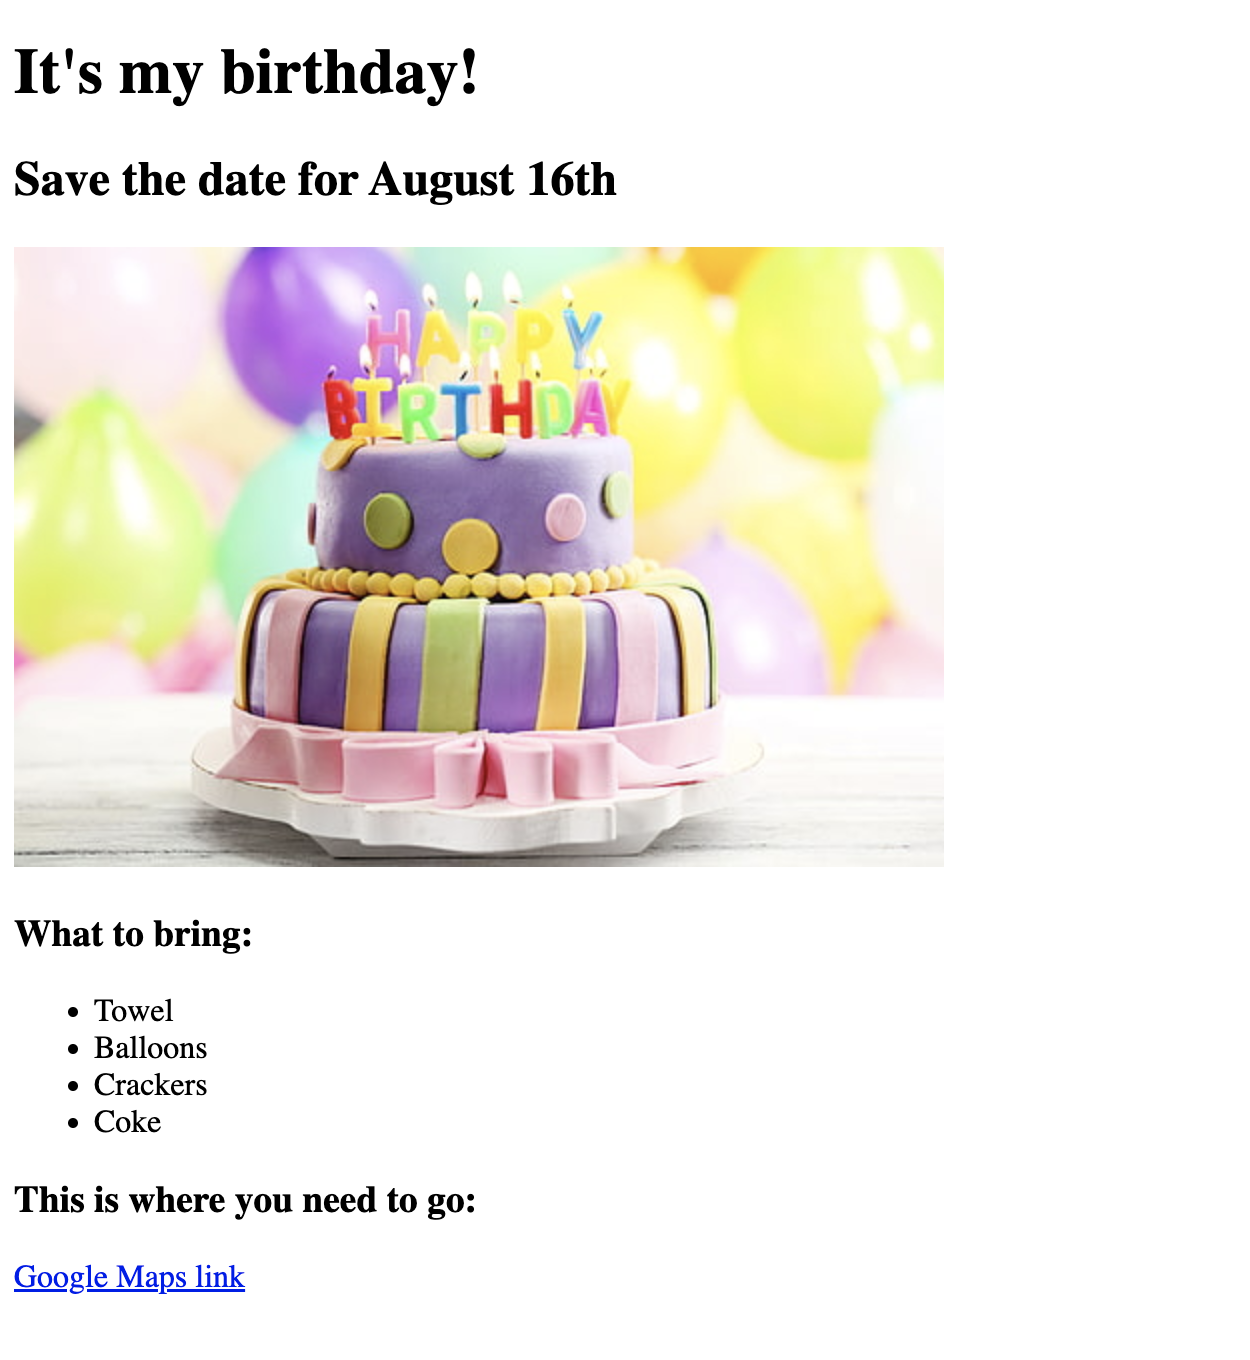 It's my birthday!
Save the date for August 16th
HAPPY
BIRTHDAY
What to bring:
• Towel
• Balloons
• Crackers
• Coke
This is where you need to go:
Google Maps link